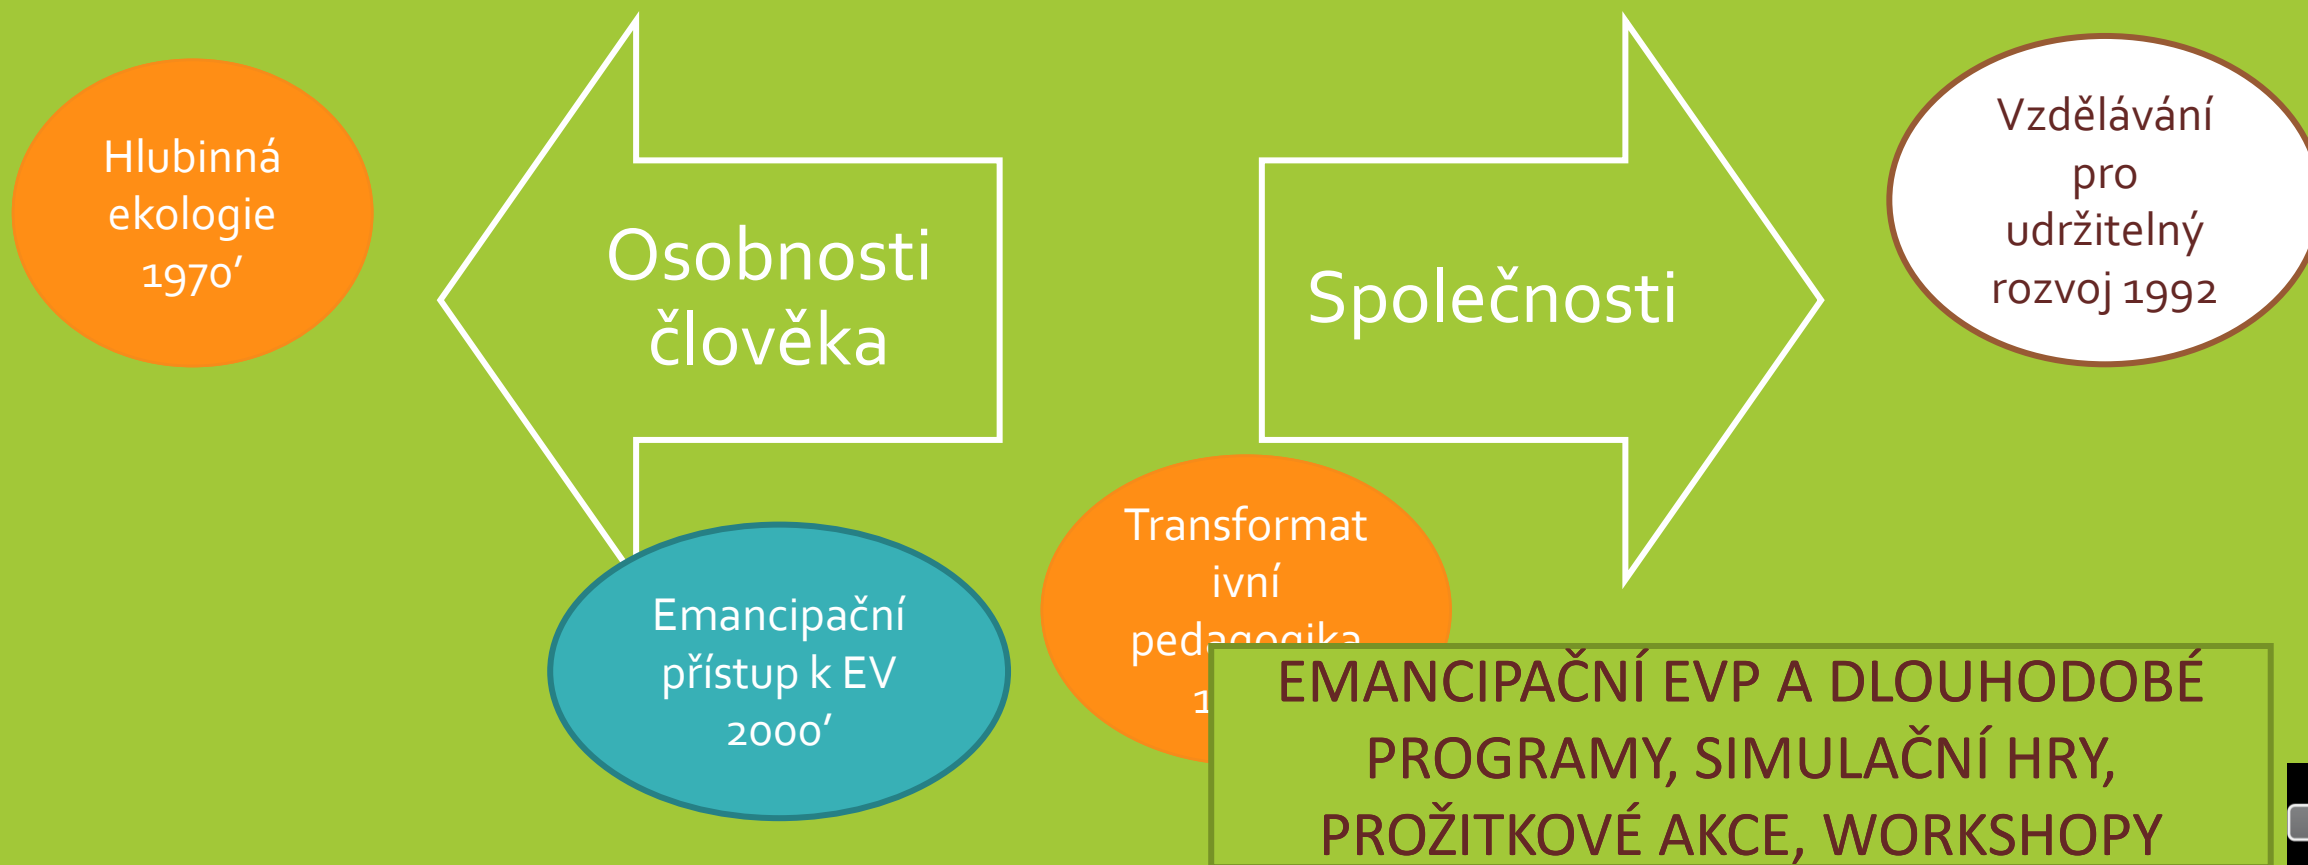 Hlubinná
ekologie
1970’
Osobnosti
člověka
Společnosti
Vzdělávání
pro
udržitelný
rozvoj 1992
Emancipační
přístup k EV
2000’
Transformat
ivní
pedagogika
EMANCIPAČNÍ EVP A DLOUHODOBÉ
PROGRAMY, SIMULAČNÍ HRY,
PROŽITKOVÉ AKCE, WORKSHOPY